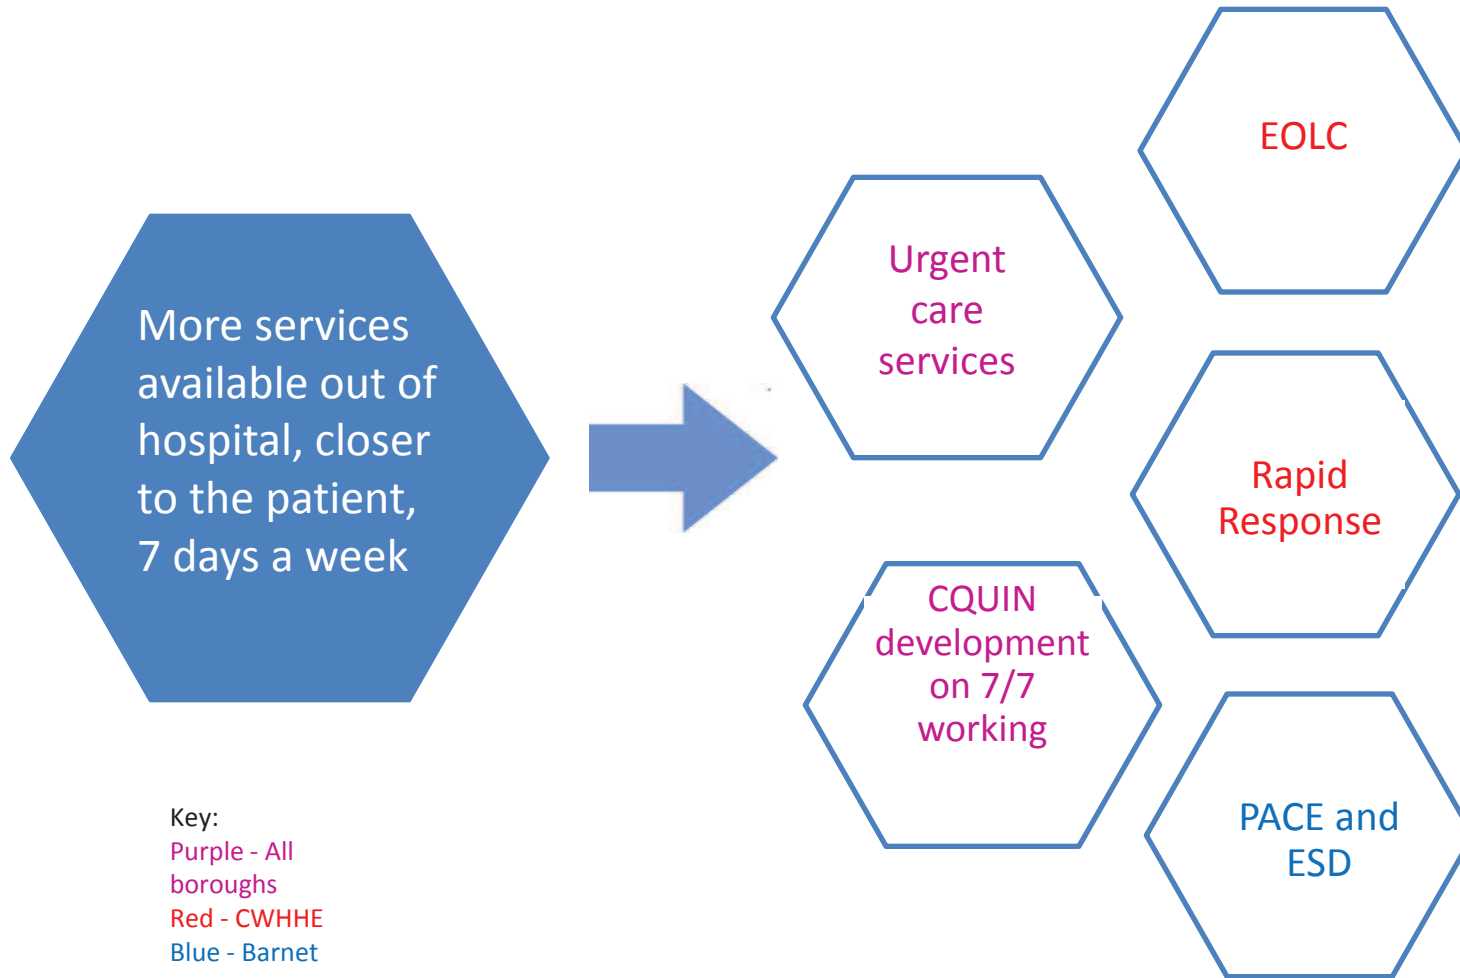 More services
available out of
hospital, closer
to the patient,
7 days a week
Urgent
care
services
CQUIN
development
on 7/7
working
EOLC
Rapid
Response
PACE and
ESD
Key:
Purple - All
boroughs
Red - CWHHE
Blue - Barnet